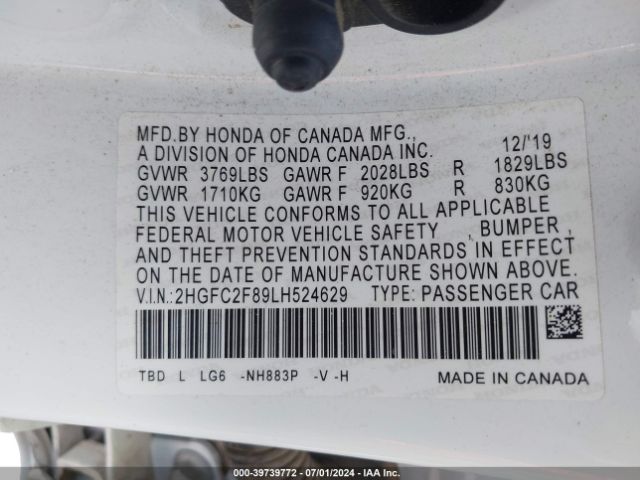 MFD.BY HONDA OF CANADA MFG.,
A DIVISION OF HONDA CANADA INC. 12/'19
GVWR 3769LBS GAWR F 2028LBS R 1829LBS
GVWR 1710KG GAWR F 920KG R 830KG
THIS VEHICLE CONFORMS TO ALL APPLICABLE
FEDERAL MOTOR VEHICLE SAFETY , BUMPER ,
AND THEFT PREVENTION STANDARDS IN EFFECT
ON THE DATE OF MANUFACTURE SHOWN ABOVE.
V.I.N.:2HGFC2F89LH524629 TYPE: PASSENGER CAR
TBD L LG6 -NH883P -V -H MADE IN CANADA
000-39739772 - 07/01/2024 - IAA Inc.